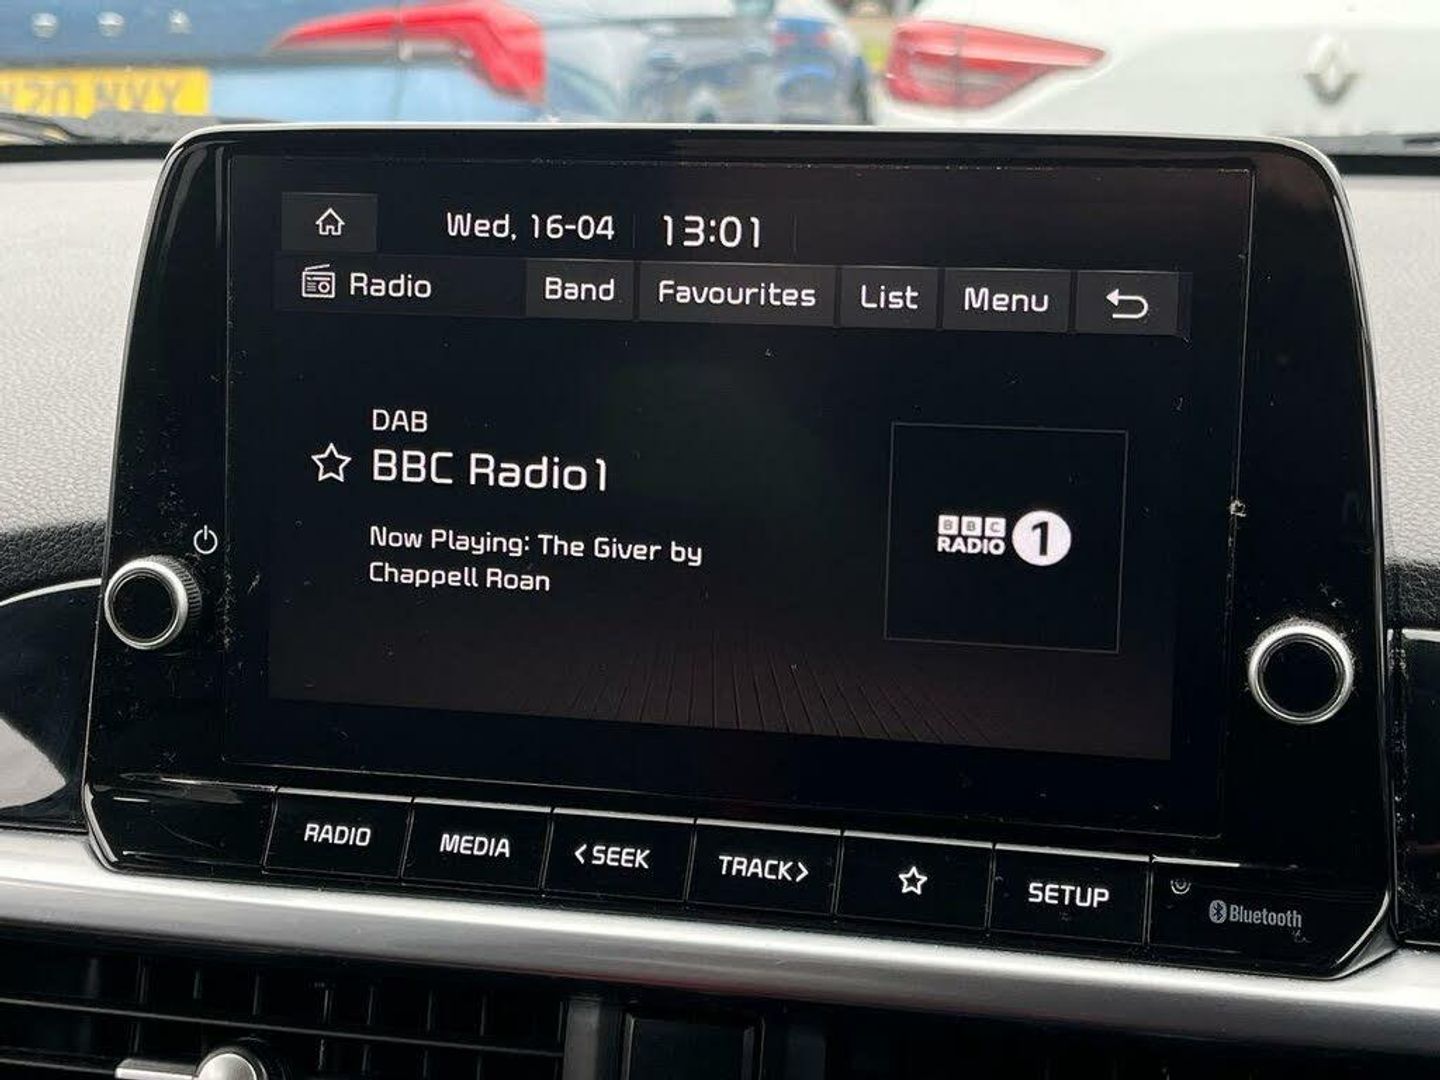 Wed, 16-04 13:01
Radio Band Favourites List Menu
DAB
BBC Radio1
Now Playing: The Giver by
Chappell Roan
BBC
RADIO 1
RADIO MEDIA <SEEK TRACK> SETUP
Bluetooth